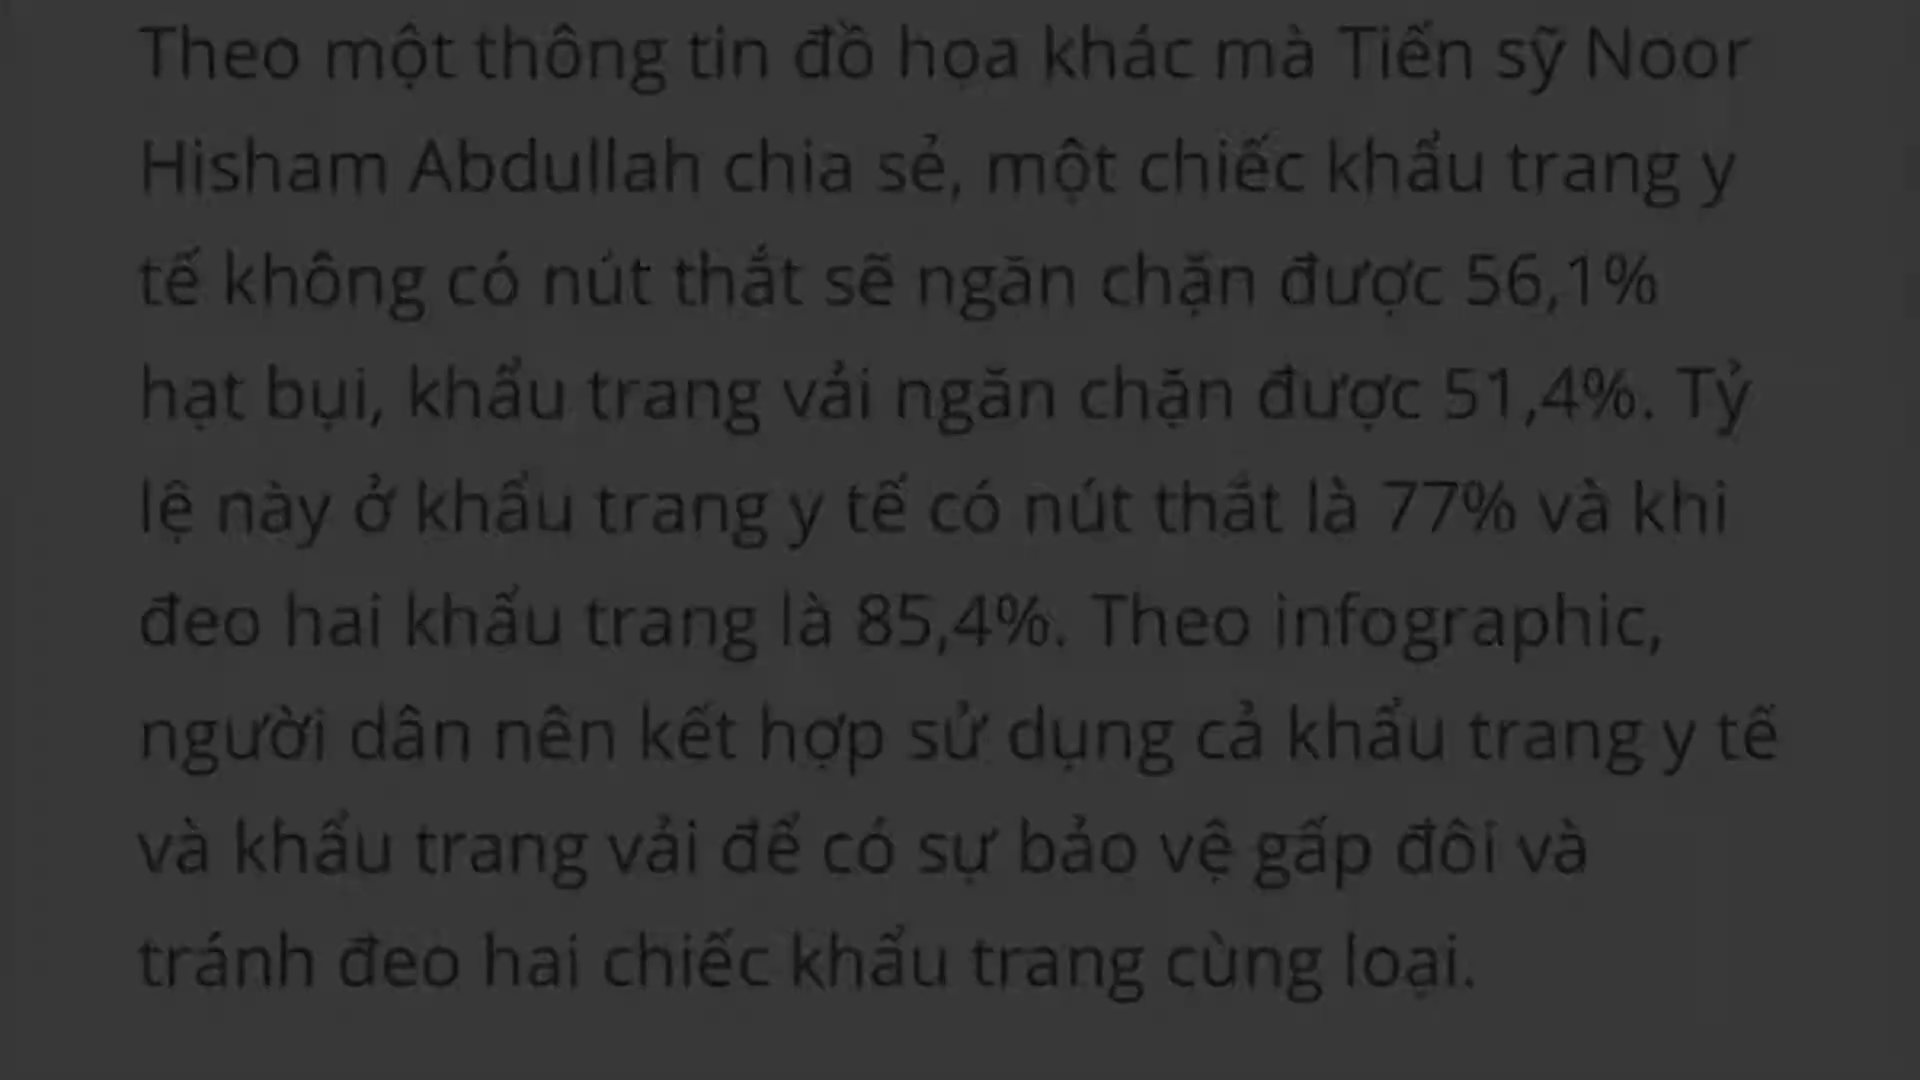 Theo một thông tin đồ họa khác mà Tiến sỹ Noor
Hisham Abdullah chia sẻ, một chiếc khẩu trang y
tế không có nút thắt sẽ ngăn chặn được 56,1%
hạt bụi, khẩu trang vải ngăn chặn được 51,4%. Tỷ
lệ này ở khẩu trang y tế có nút thắt là 77% và khi
đeo hai khẩu trang là 85,4%. Theo infographic,
người dân nên kết hợp sử dụng cả khẩu trang y tế
và khẩu trang vải để có sự bảo vệ gấp đôi và
tránh đeo hai chiếc khẩu trang cùng loại.